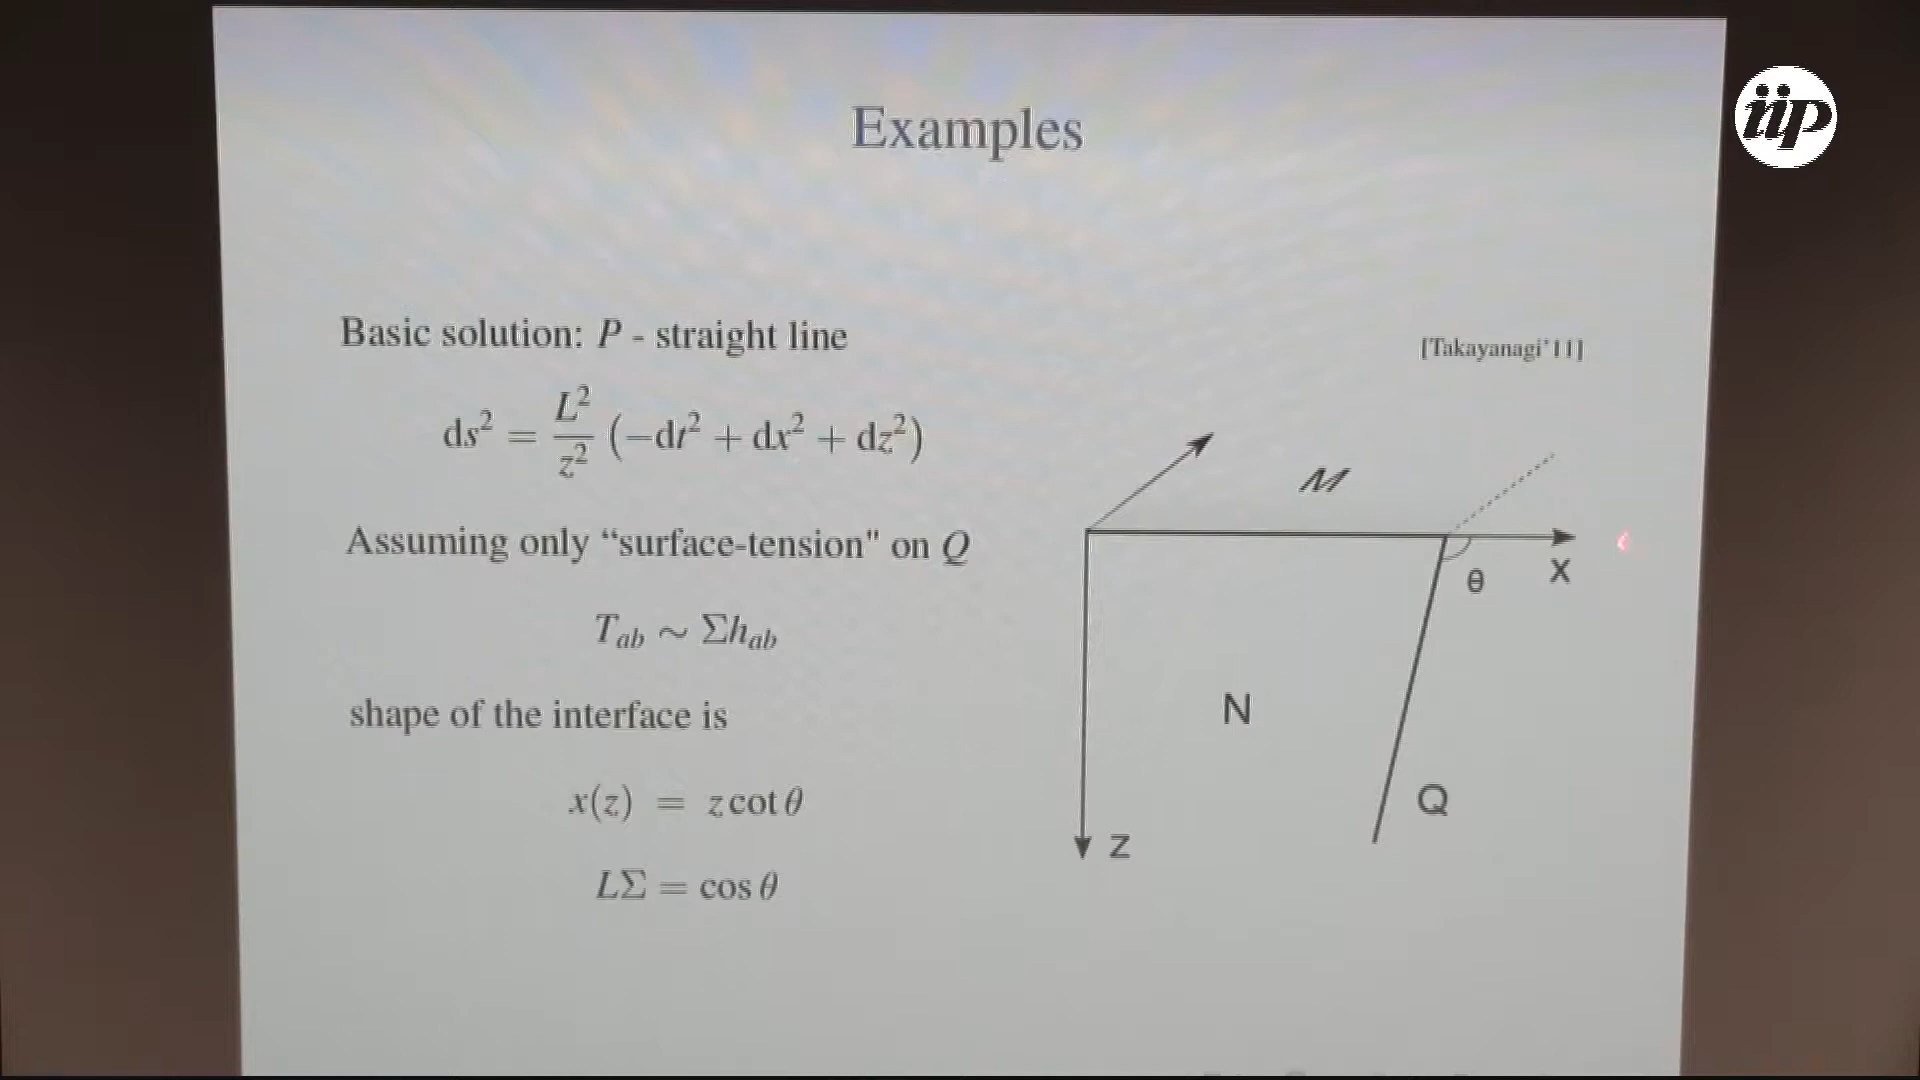 iip
Examples
Basic solution: P - straight line
[Takayanagi'11]
ds² = L²/z² (−dt² + dx² + dz²)
Assuming only “surface-tension" on Q
T_ab ∼ Σh_ab
shape of the interface is
x(z) = z cot θ
LΣ = cos θ
M
θ
X
N
Q
Z